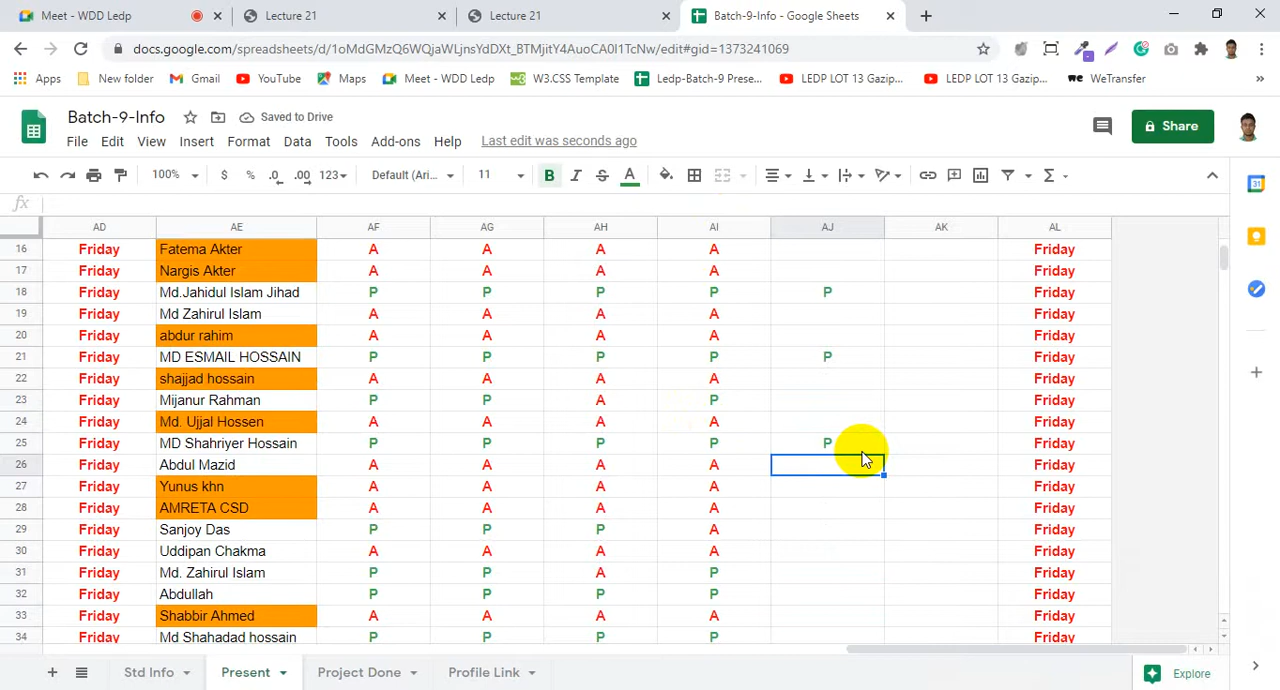 Meet - WDD Ledp
Lecture 21
Lecture 21
Batch-9-Info - Google Sheets
docs.google.com/spreadsheets/d/1oMdGMzQ6WQjaWLjnsYdDXt_BTMjitY4AuoCA0I1TcNw/edit#gid=1373241069
Apps New folder Gmail YouTube Maps Meet - WDD Ledp W3.CSS Template Ledp-Batch-9 Prese... LEDP LOT 13 Gazip... LEDP LOT 13 Gazip... WeTransfer »
Batch-9-Info Saved to Drive
File Edit View Insert Format Data Tools Add-ons Help Last edit was seconds ago
Share
100% $ % .0 .00 123 Default (Ari... 11 B I S A Σ
fx
AD AE AF AG AH AI AJ AK AL
16 Friday Fatema Akter A A A A Friday
17 Friday Nargis Akter A A A A Friday
18 Friday Md.Jahidul Islam Jihad P P P P P Friday
19 Friday Md Zahirul Islam A A A A Friday
20 Friday abdur rahim A A A A Friday
21 Friday MD ESMAIL HOSSAIN P P P P P Friday
22 Friday shajjad hossain A A A A Friday
23 Friday Mijanur Rahman P P A P Friday
24 Friday Md. Ujjal Hossen A A A A Friday
25 Friday MD Shahriyer Hossain P P P P P Friday
26 Friday Abdul Mazid A A A A Friday
27 Friday Yunus khn A A A A Friday
28 Friday AMRETA CSD A A A A Friday
29 Friday Sanjoy Das P P P A Friday
30 Friday Uddipan Chakma A A A A Friday
31 Friday Md. Zahirul Islam P P A P Friday
32 Friday Abdullah P P P P Friday
33 Friday Shabbir Ahmed A A A A Friday
34 Friday Md Shahadad hossain P P P P Friday
Std Info Present Project Done Profile Link Explore
31